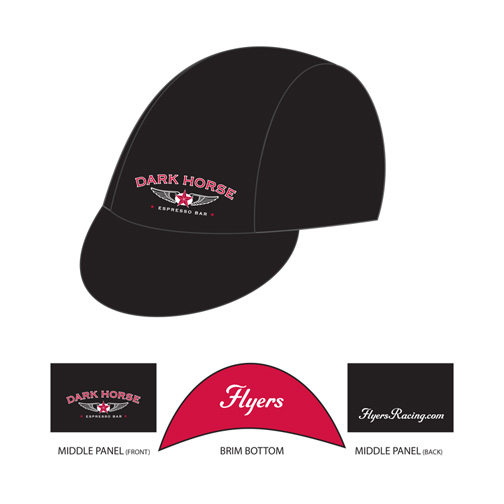 DARK HORSE
ESPRESSO BAR
DARK HORSE
ESPRESSO BAR
Flyers
FlyersRacing.com
MIDDLE PANEL (FRONT)
BRIM BOTTOM
MIDDLE PANEL (BACK)